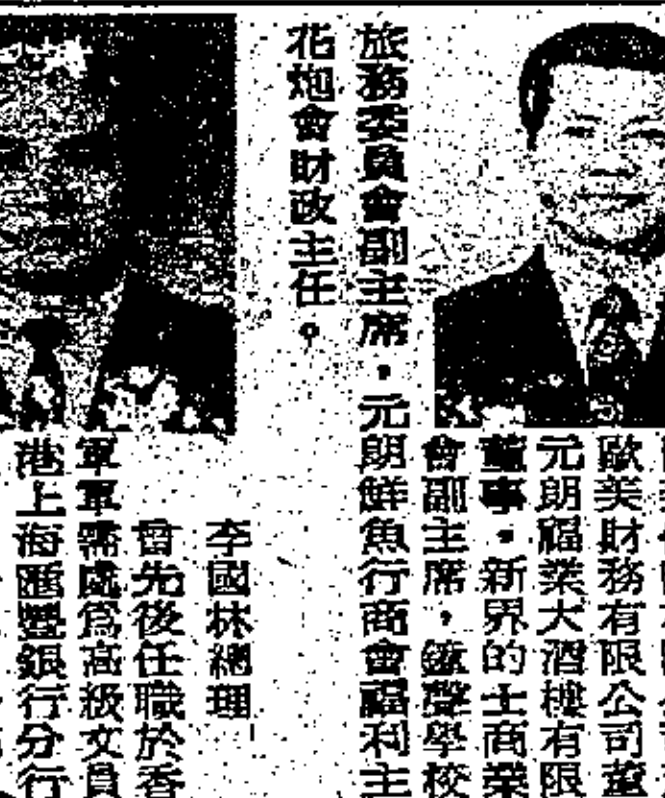 歐美財務有限公司董
元朗福業大酒樓有限
董事。新界的士商業
會副主席,鐘聲學校
旅務委員會副主席,元朗鮮魚行商會福利主
花炮會財政主任。
李國林總理
曾先後任職於香
軍軍需處為高級文員
港上海匯豐銀行分行